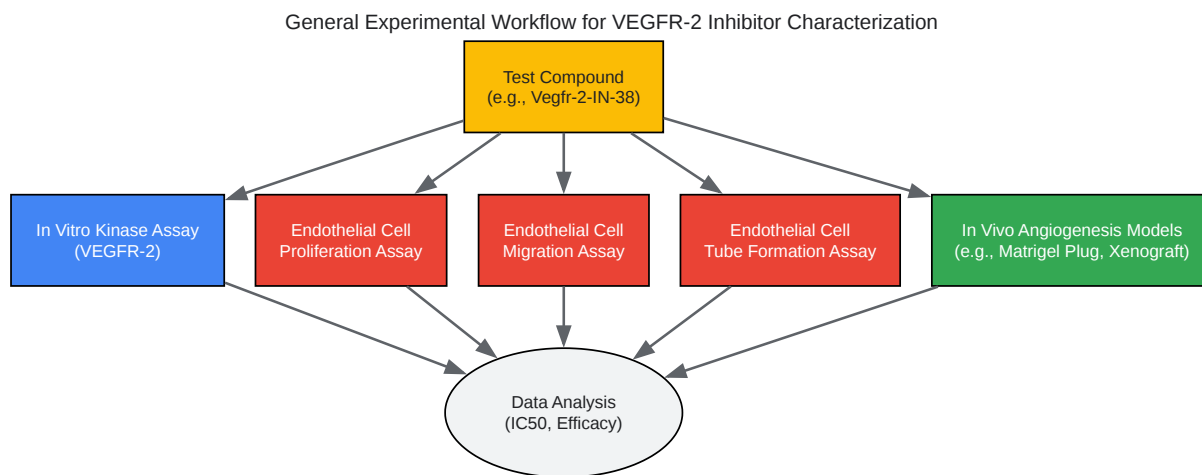 General Experimental Workflow for VEGFR-2 Inhibitor Characterization
Test Compound
(e.g., Vegfr-2-IN-38)
In Vitro Kinase Assay
(VEGFR-2)
Endothelial Cell
Proliferation Assay
Endothelial Cell
Migration Assay
Endothelial Cell
Tube Formation Assay
In Vivo Angiogenesis Models
(e.g., Matrigel Plug, Xenograft)
Data Analysis
(IC50, Efficacy)